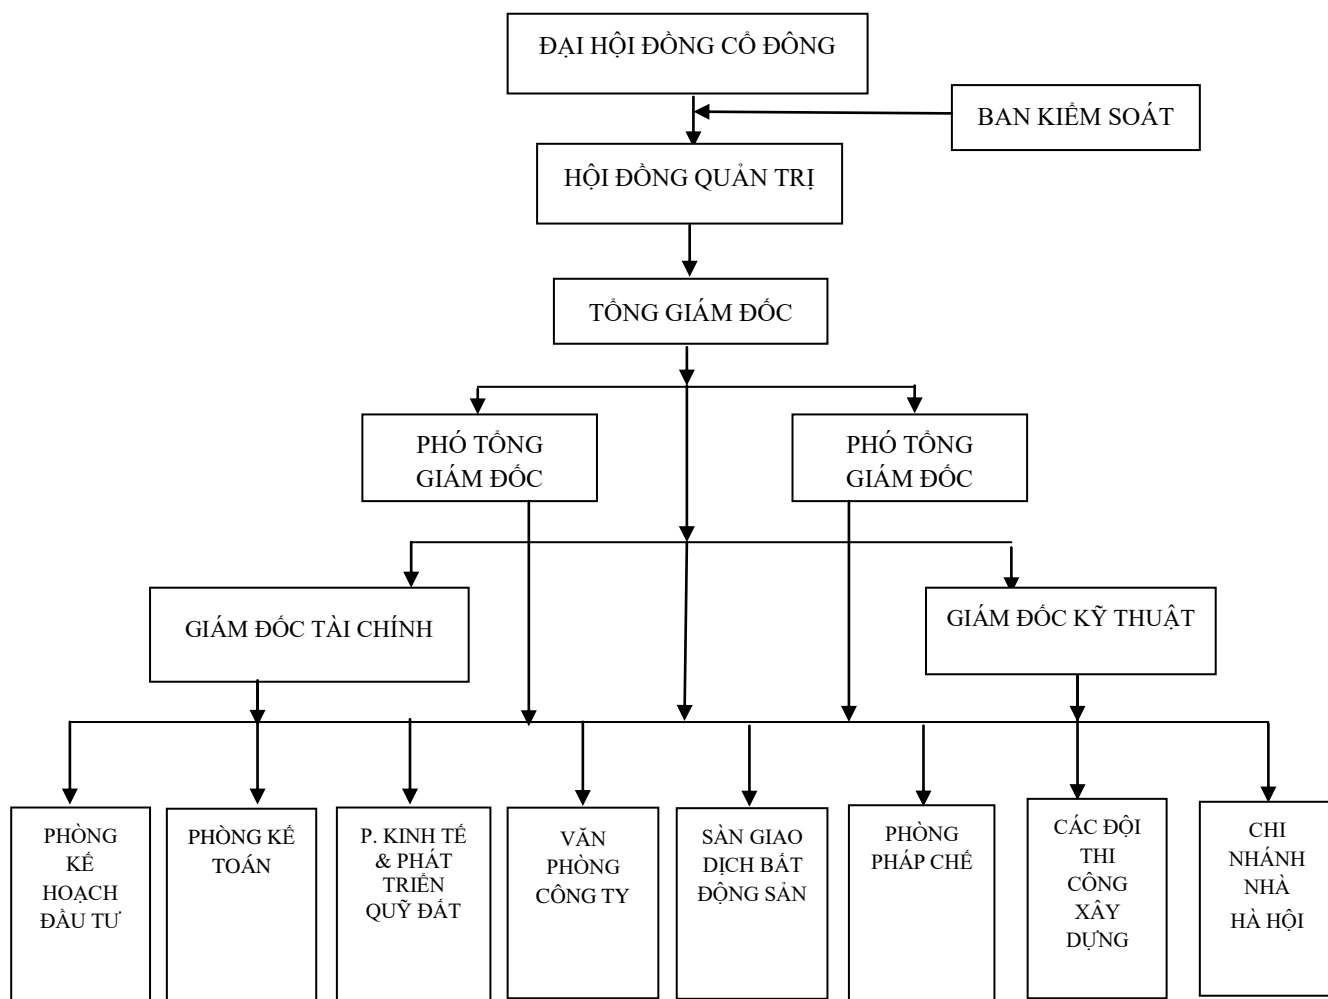 ĐẠI HỘI ĐỒNG CỔ ĐÔNG
BAN KIỂM SOÁT
HỘI ĐỒNG QUẢN TRỊ
TỔNG GIÁM ĐỐC
PHÓ TỔNG
GIÁM ĐỐC
PHÓ TỔNG
GIÁM ĐỐC
GIÁM ĐỐC TÀI CHÍNH
GIÁM ĐỐC KỸ THUẬT
PHÒNG
KẾ
HOẠCH
ĐẦU TƯ
PHÒNG KẾ
TOÁN
P. KINH TẾ
& PHÁT
TRIỂN
QUỸ ĐẤT
VĂN
PHÒNG
CÔNG TY
SÀN GIAO
DỊCH BẤT
ĐỘNG SẢN
PHÒNG
PHÁP CHẾ
CÁC ĐỘI
THI
CÔNG
XÂY
DỰNG
CHI
NHÁNH
NHÀ
HÀ HỘI